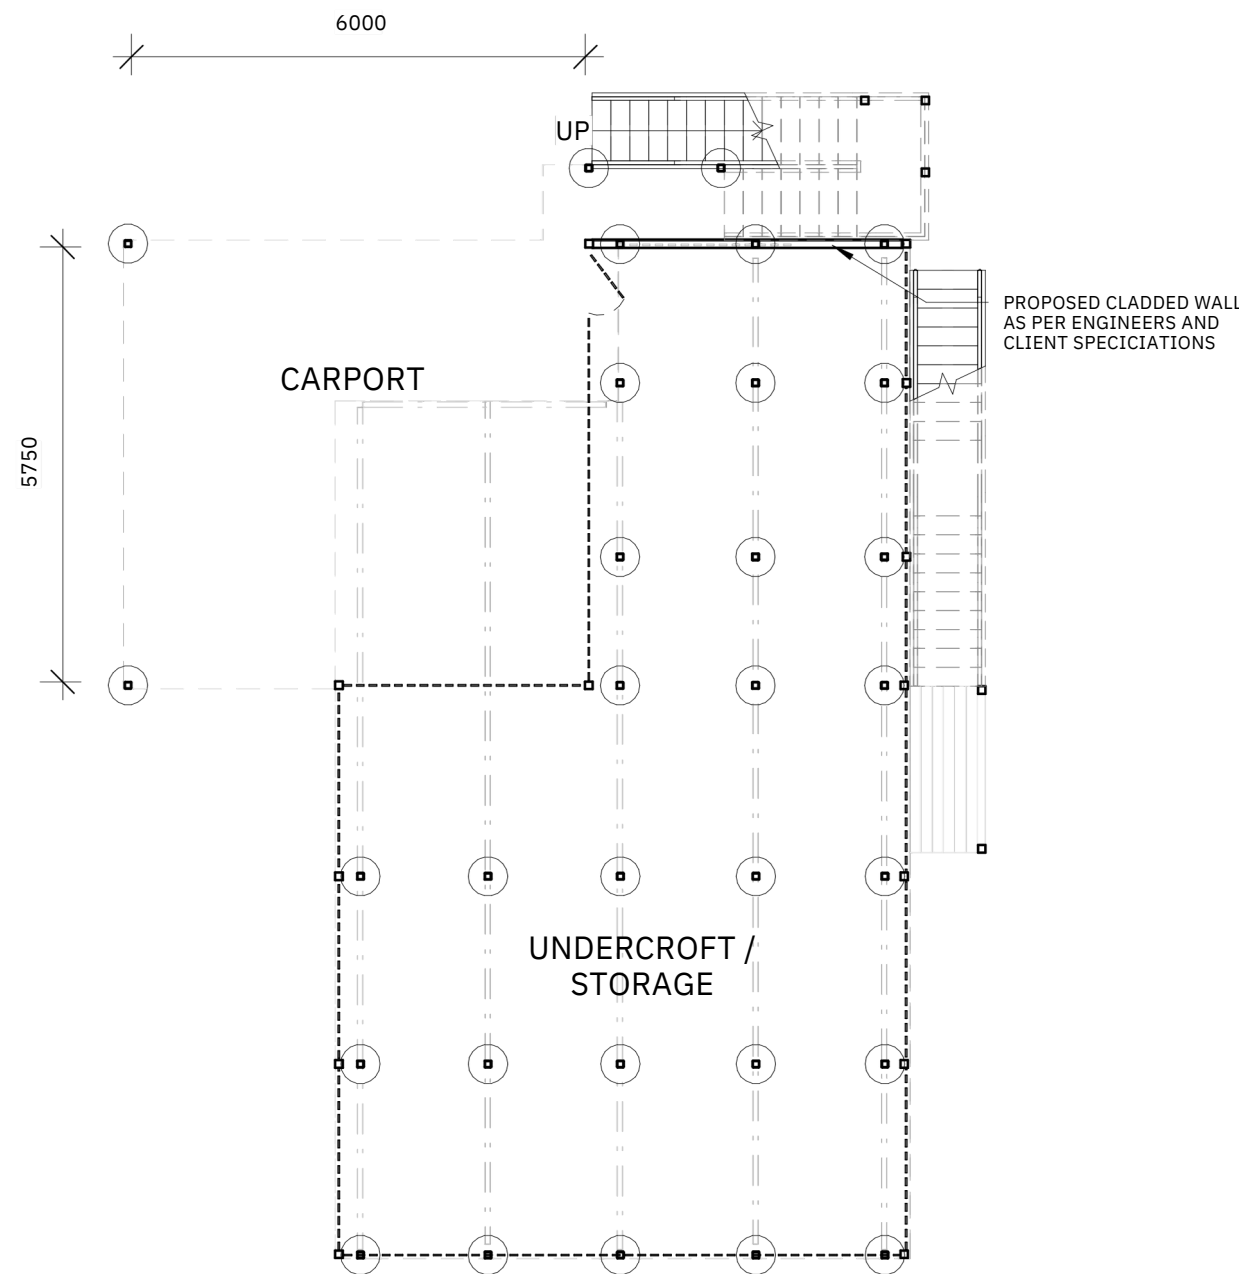 6000
UP
PROPOSED CLADDED WALL
AS PER ENGINEERS AND
CLIENT SPECICIATIONS
CARPORT
5750
UNDERCROFT /
STORAGE